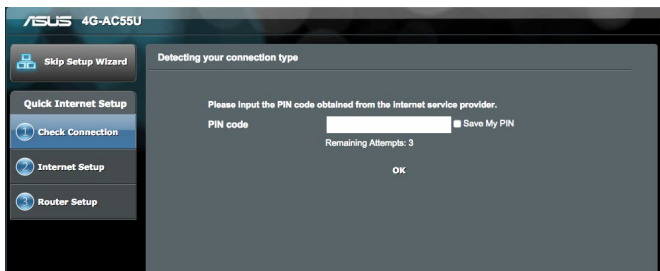 ASUS 4G-AC55U
Skip Setup Wizard
Quick Internet Setup
1 Check Connection
2 Internet Setup
3 Router Setup
Detecting your connection type
Please input the PIN code obtained from the internet service provider.
PIN code Save My PIN
Remaining Attempts: 3
OK